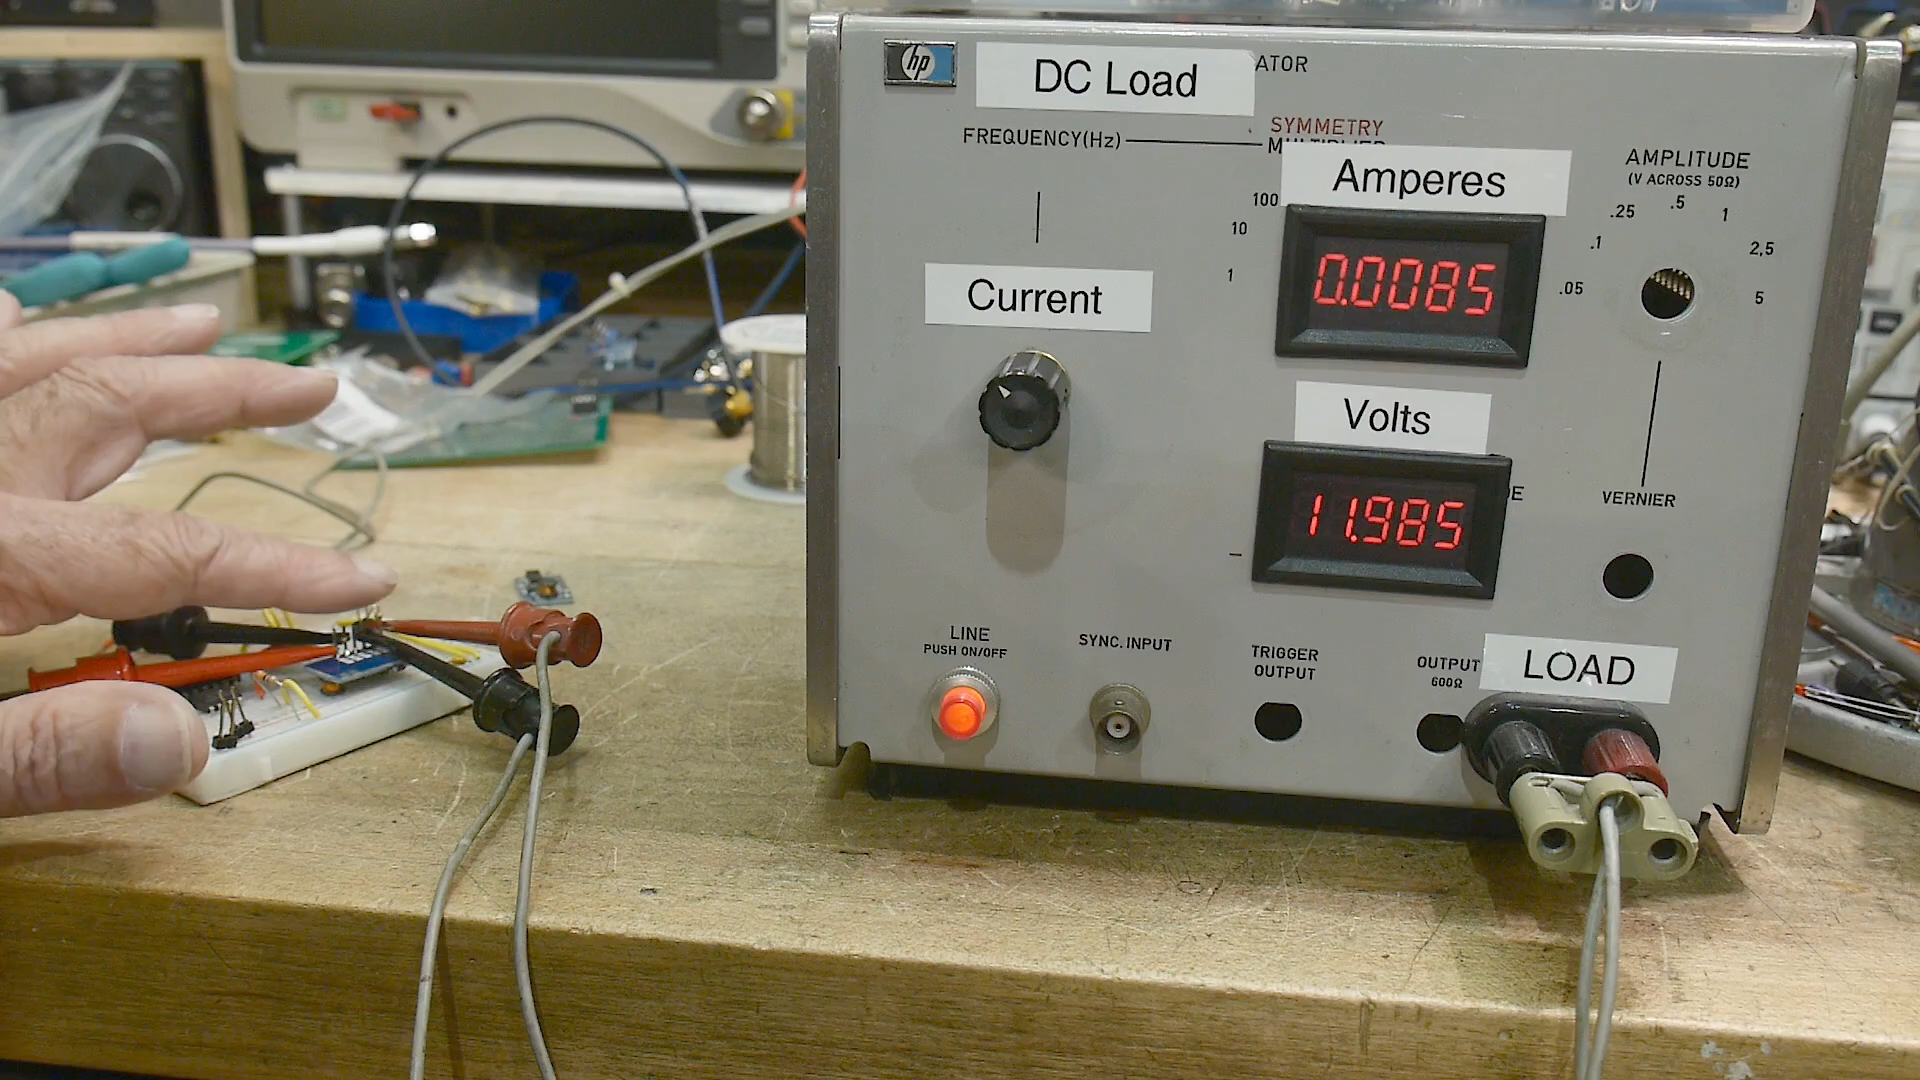 hp
DC Load
ATOR
FREQUENCY(Hz)
SYMMETRY
Amperes
AMPLITUDE
(V ACROSS 50Ω)
100
10
1
.05
.1
.25
.5
1
2,5
5
0.0085
Current
Volts
11.985
VERNIER
LINE
PUSH ON/OFF
SYNC. INPUT
TRIGGER
OUTPUT
OUTPUT
600Ω
LOAD